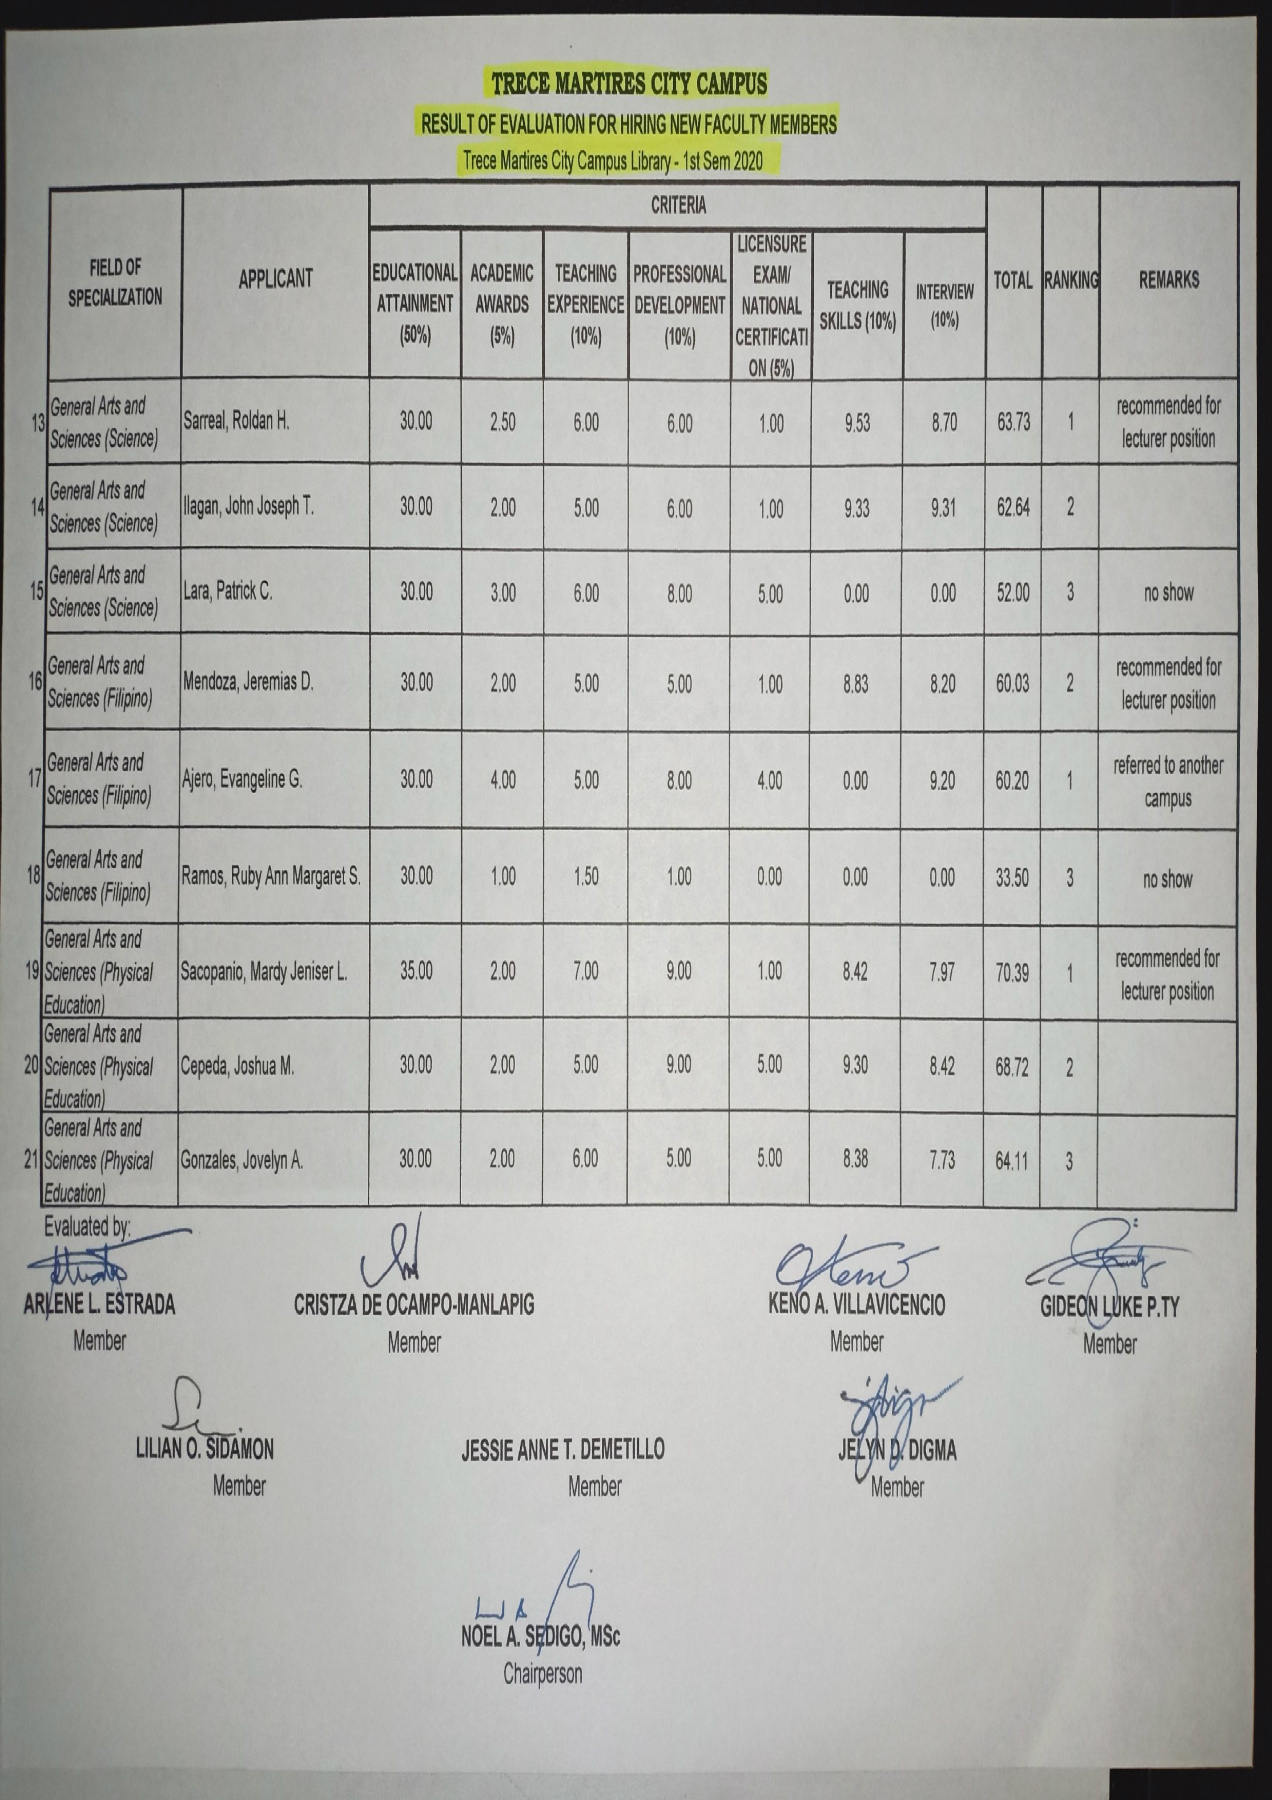 TRECE MARTIRES CITY CAMPUS
RESULT OF EVALUATION FOR HIRING NEW FACULTY MEMBERS
Trece Martires City Campus Library - 1st Sem 2020
FIELD OF SPECIALIZATION APPLICANT CRITERIA TOTAL RANKING REMARKS
EDUCATIONAL ATTAINMENT (50%) ACADEMIC AWARDS (5%) TEACHING EXPERIENCE (10%) PROFESSIONAL DEVELOPMENT (10%) LICENSURE EXAM/ NATIONAL CERTIFICATI ON (5%) TEACHING SKILLS (10%) INTERVIEW (10%)
13 General Arts and Sciences (Science) Sarreal, Roldan H. 30.00 2.50 6.00 6.00 1.00 9.53 8.70 63.73 1 recommended for lecturer position
14 General Arts and Sciences (Science) Ilagan, John Joseph T. 30.00 2.00 5.00 6.00 1.00 9.33 9.31 62.64 2
15 General Arts and Sciences (Science) Lara, Patrick C. 30.00 3.00 6.00 8.00 5.00 0.00 0.00 52.00 3 no show
16 General Arts and Sciences (Filipino) Mendoza, Jeremias D. 30.00 2.00 5.00 5.00 1.00 8.83 8.20 60.03 2 recommended for lecturer position
17 General Arts and Sciences (Filipino) Ajero, Evangeline G. 30.00 4.00 5.00 8.00 4.00 0.00 9.20 60.20 1 referred to another campus
18 General Arts and Sciences (Filipino) Ramos, Ruby Ann Margaret S. 30.00 1.00 1.50 1.00 0.00 0.00 0.00 33.50 3 no show
19 General Arts and Sciences (Physical Education) Sacopanio, Mardy Jeniser L. 35.00 2.00 7.00 9.00 1.00 8.42 7.97 70.39 1 recommended for lecturer position
20 General Arts and Sciences (Physical Education) Cepeda, Joshua M. 30.00 2.00 5.00 9.00 5.00 9.30 8.42 68.72 2
21 General Arts and Sciences (Physical Education) Gonzales, Jovelyn A. 30.00 2.00 6.00 5.00 5.00 8.38 7.73 64.11 3
Evaluated by:
ARLENE L. ESTRADA CRISTZA DE OCAMPO-MANLAPIG KENO A. VILLAVICENCIO GIDEON LUKE P.TY
Member Member Member Member
LILIAN O. SIDAMON JESSIE ANNE T. DEMETILLO JELYN D. DIGMA
Member Member Member
NOEL A. SEDIGO, MSc
Chairperson